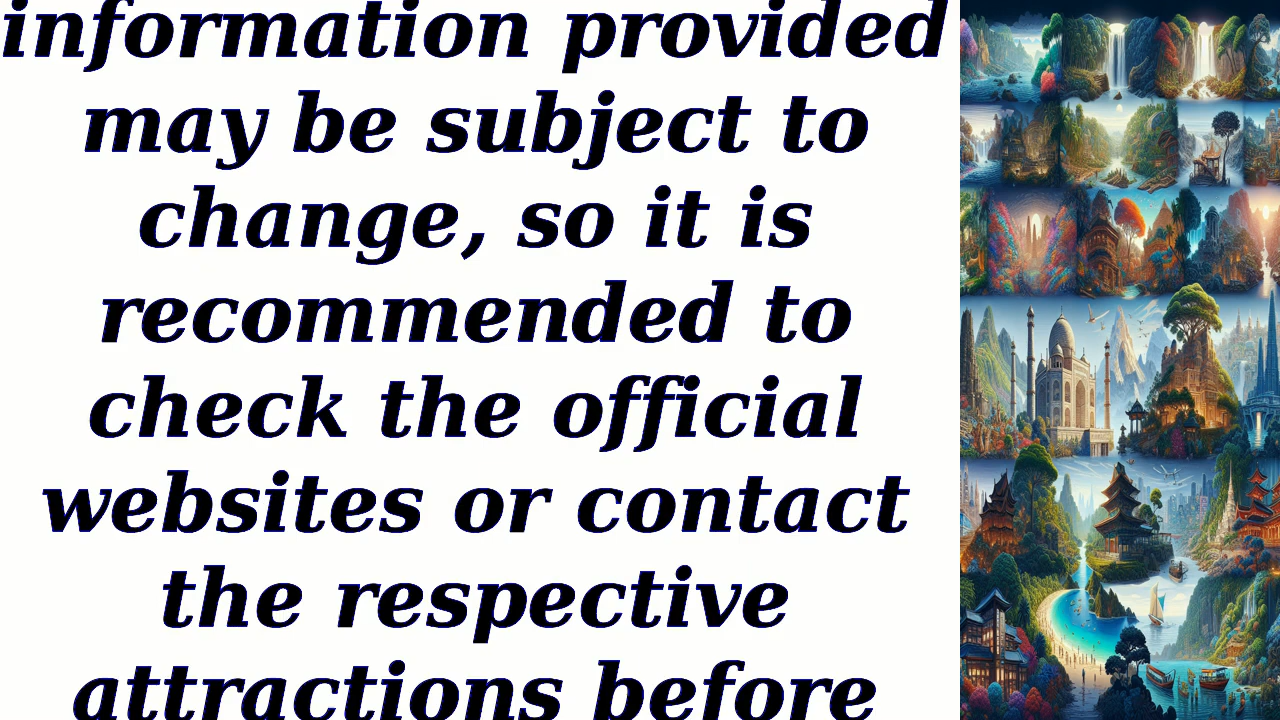 information provided
may be subject to
change, so it is
recommended to
check the official
websites or contact
the respective
attractions before